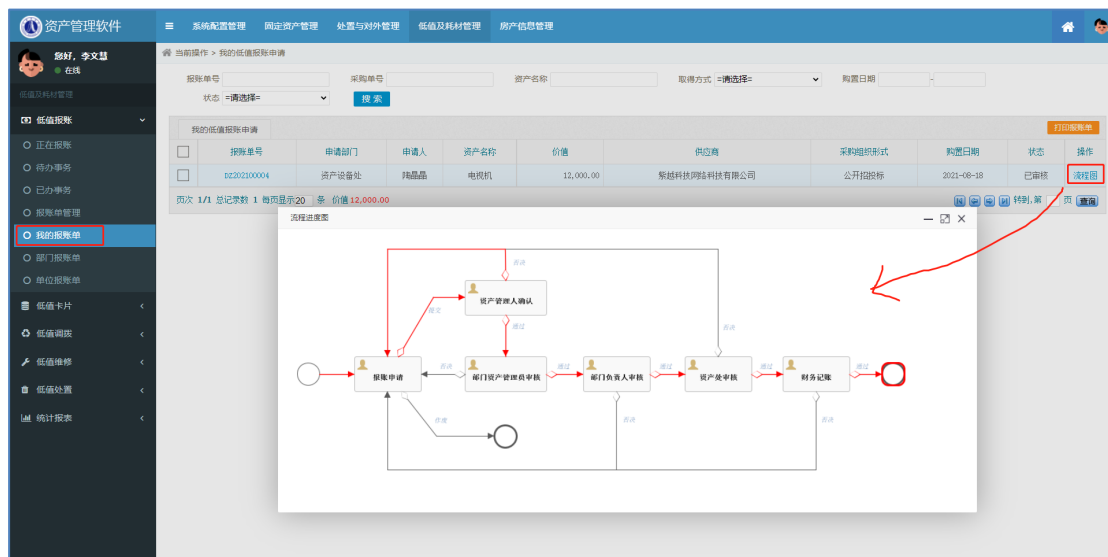 资产管理软件
系统配置管理 固定资产管理 处置与对外管理 低值及耗材管理 房产信息管理
您好，李文慧
在线
当前操作 > 我的低值报账申请
报账单号 采购单号 资产名称 取得方式 =请选择= 购置日期 -
状态 =请选择= 搜索
低值及耗材管理
低值报账
正在报账
待办事务
已办事务
报账单管理
我的报账单
部门报账单
单位报账单
低值卡片
低值调拨
低值维修
低值处置
统计报表
我的低值报账申请 打印报账单
报账单号 申请部门 申请人 资产名称 价值 供应商 采购组织形式 购置日期 状态 操作
DZ202100004 资产设备处 陶晶晶 电视机 12,000.00 紫越科技网络科技有限公司 公开招投标 2021-08-18 已审核 流程图
页次 1/1 总记录数 1 每页显示20 条 价值12,000.00 转到,第 页 查询
流程进度图
否决
资产管理人确认
提交
通过
否决
报账申请
否决
部门资产管理员审核
通过
部门负责人审核
通过
资产处审核
通过
财务记账
通过
作废
否决
否决